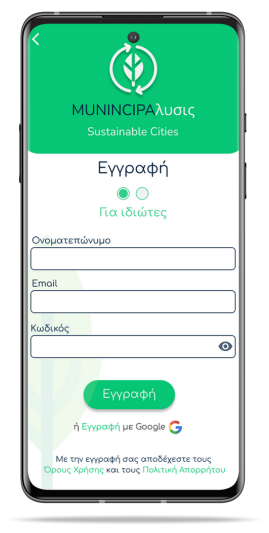 MUNINCIPAλυσις
Sustainable Cities
Εγγραφή
Για ιδιώτες
Ονοματεπώνυμο
Email
Κωδικός
Εγγραφή
ή Εγγραφή με Google
Με την εγγραφή σας αποδέχεστε τους
Όρους Χρήσης και τους Πολιτική Απορρήτου